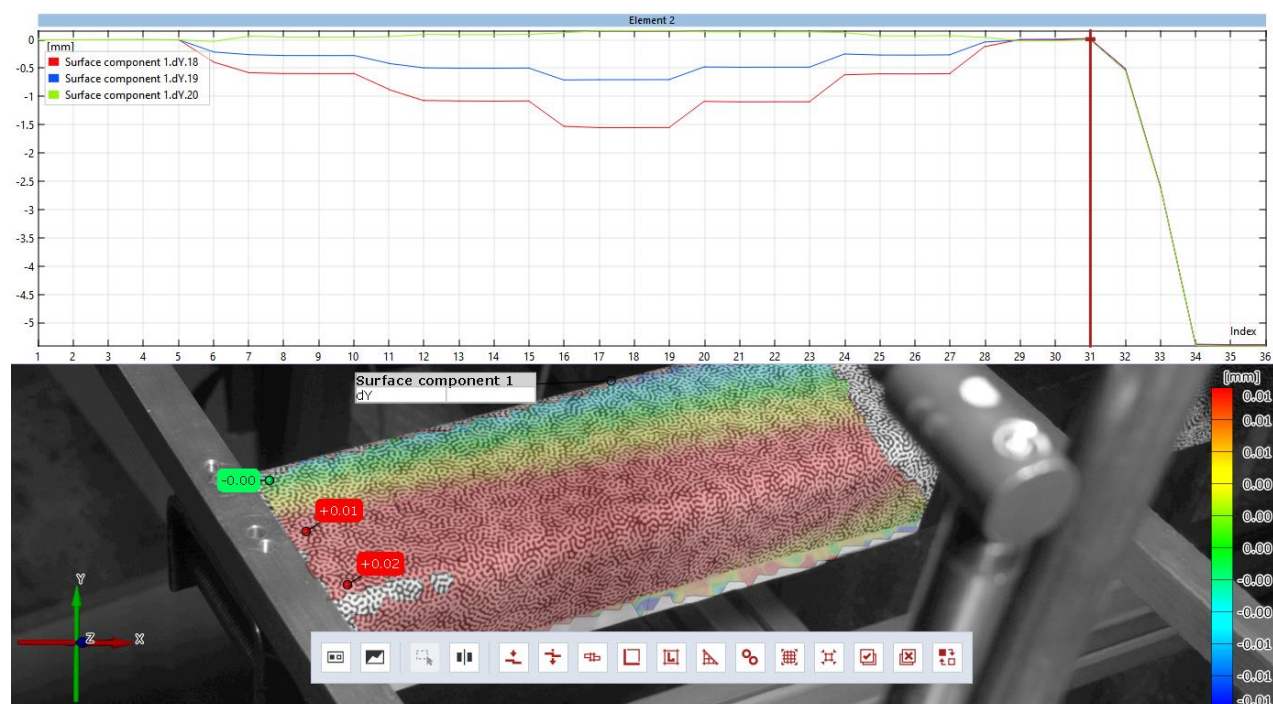 Element 2
[mm]
Surface component 1.dY.18
Surface component 1.dY.19
Surface component 1.dY.20
0
-0.5
-1
-1.5
-2
-2.5
-3
-3.5
-4
-4.5
-5
Index
1 2 3 4 5 6 7 8 9 10 11 12 13 14 15 16 17 18 19 20 21 22 23 24 25 26 27 28 29 30 31 32 33 34 35 36
Surface component 1
dY
-0.00
+0.01
+0.02
Y
Z X
[mm]
0.01
0.01
0.01
0.00
0.00
0.00
-0.00
-0.00
-0.01
-0.01
-0.01